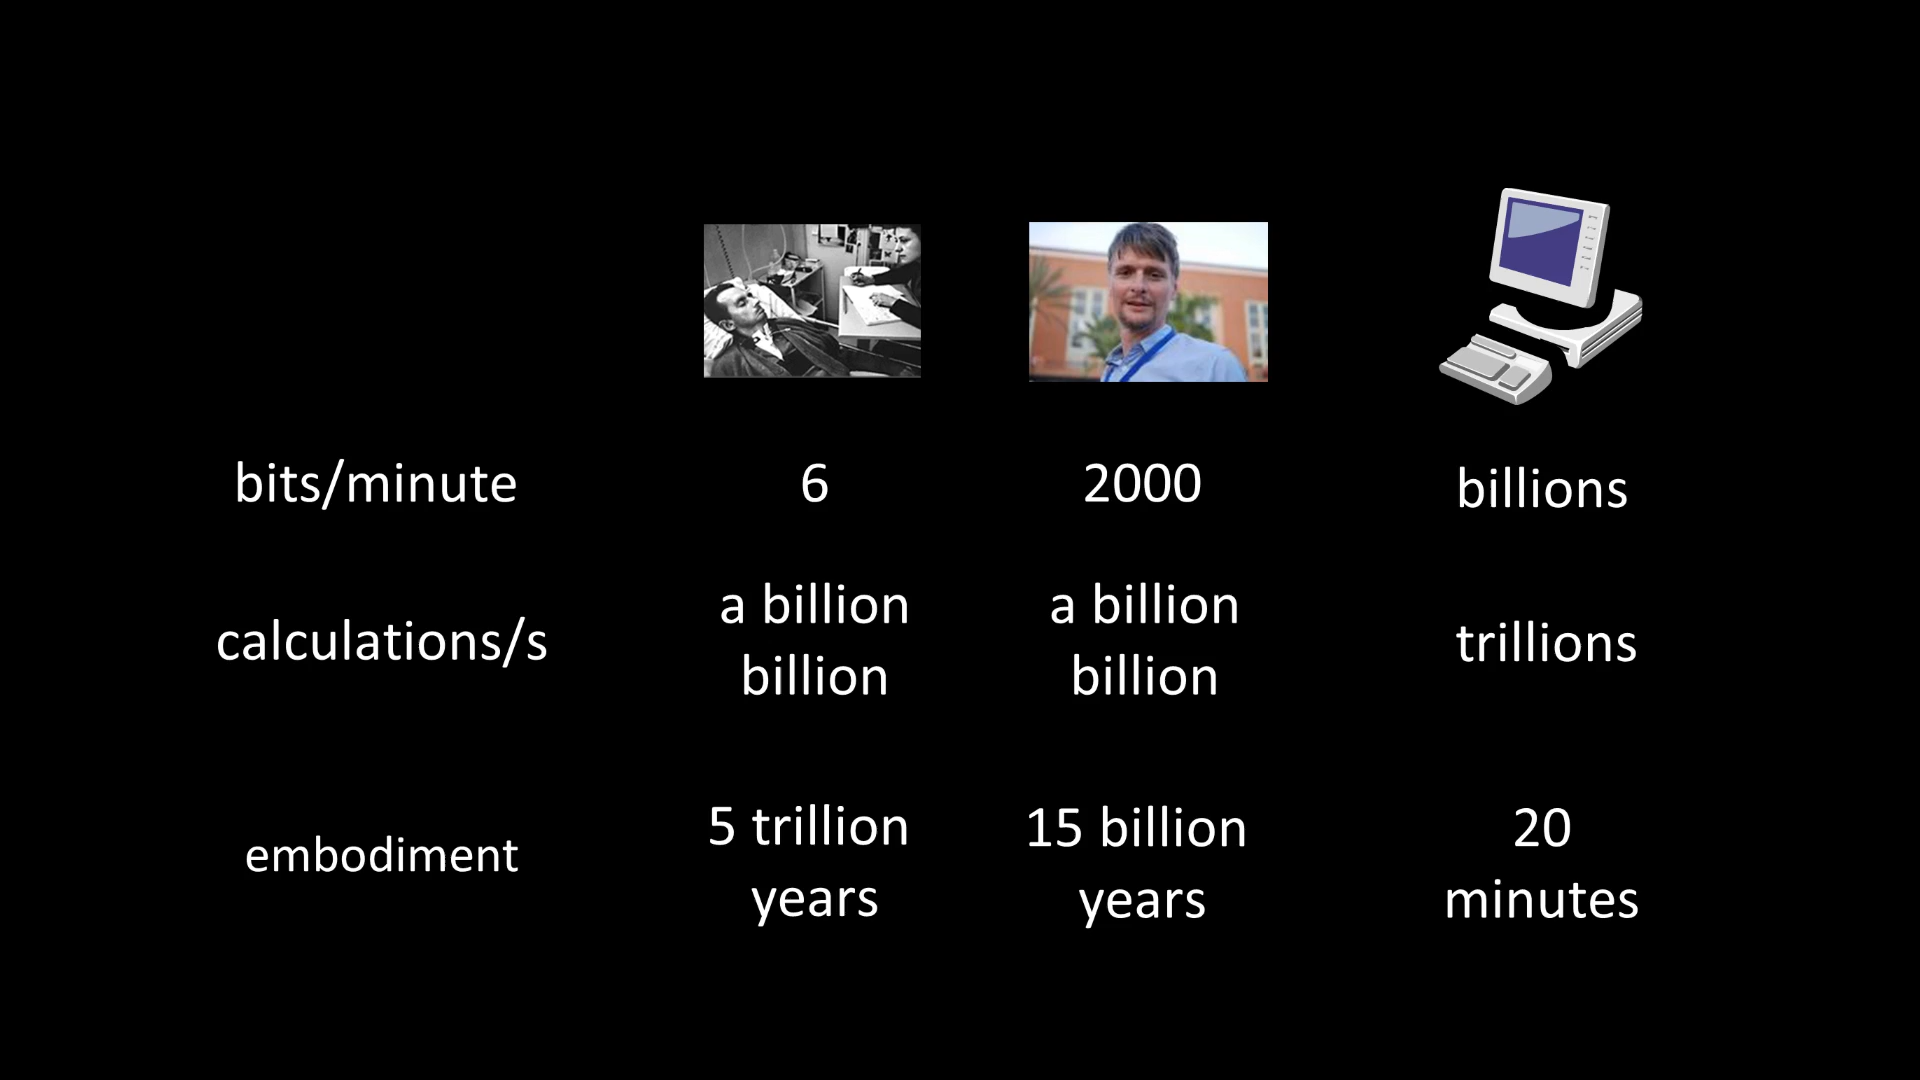 bits/minute
6
2000
billions
calculations/s
a billion
billion
a billion
billion
trillions
embodiment
5 trillion
years
15 billion
years
20
minutes